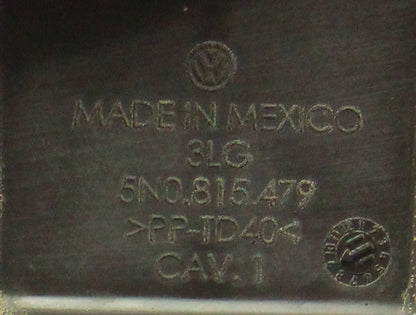 MADE IN MEXICO
3LG
5N0.815.479
>PP-TD40<
CAV. 1